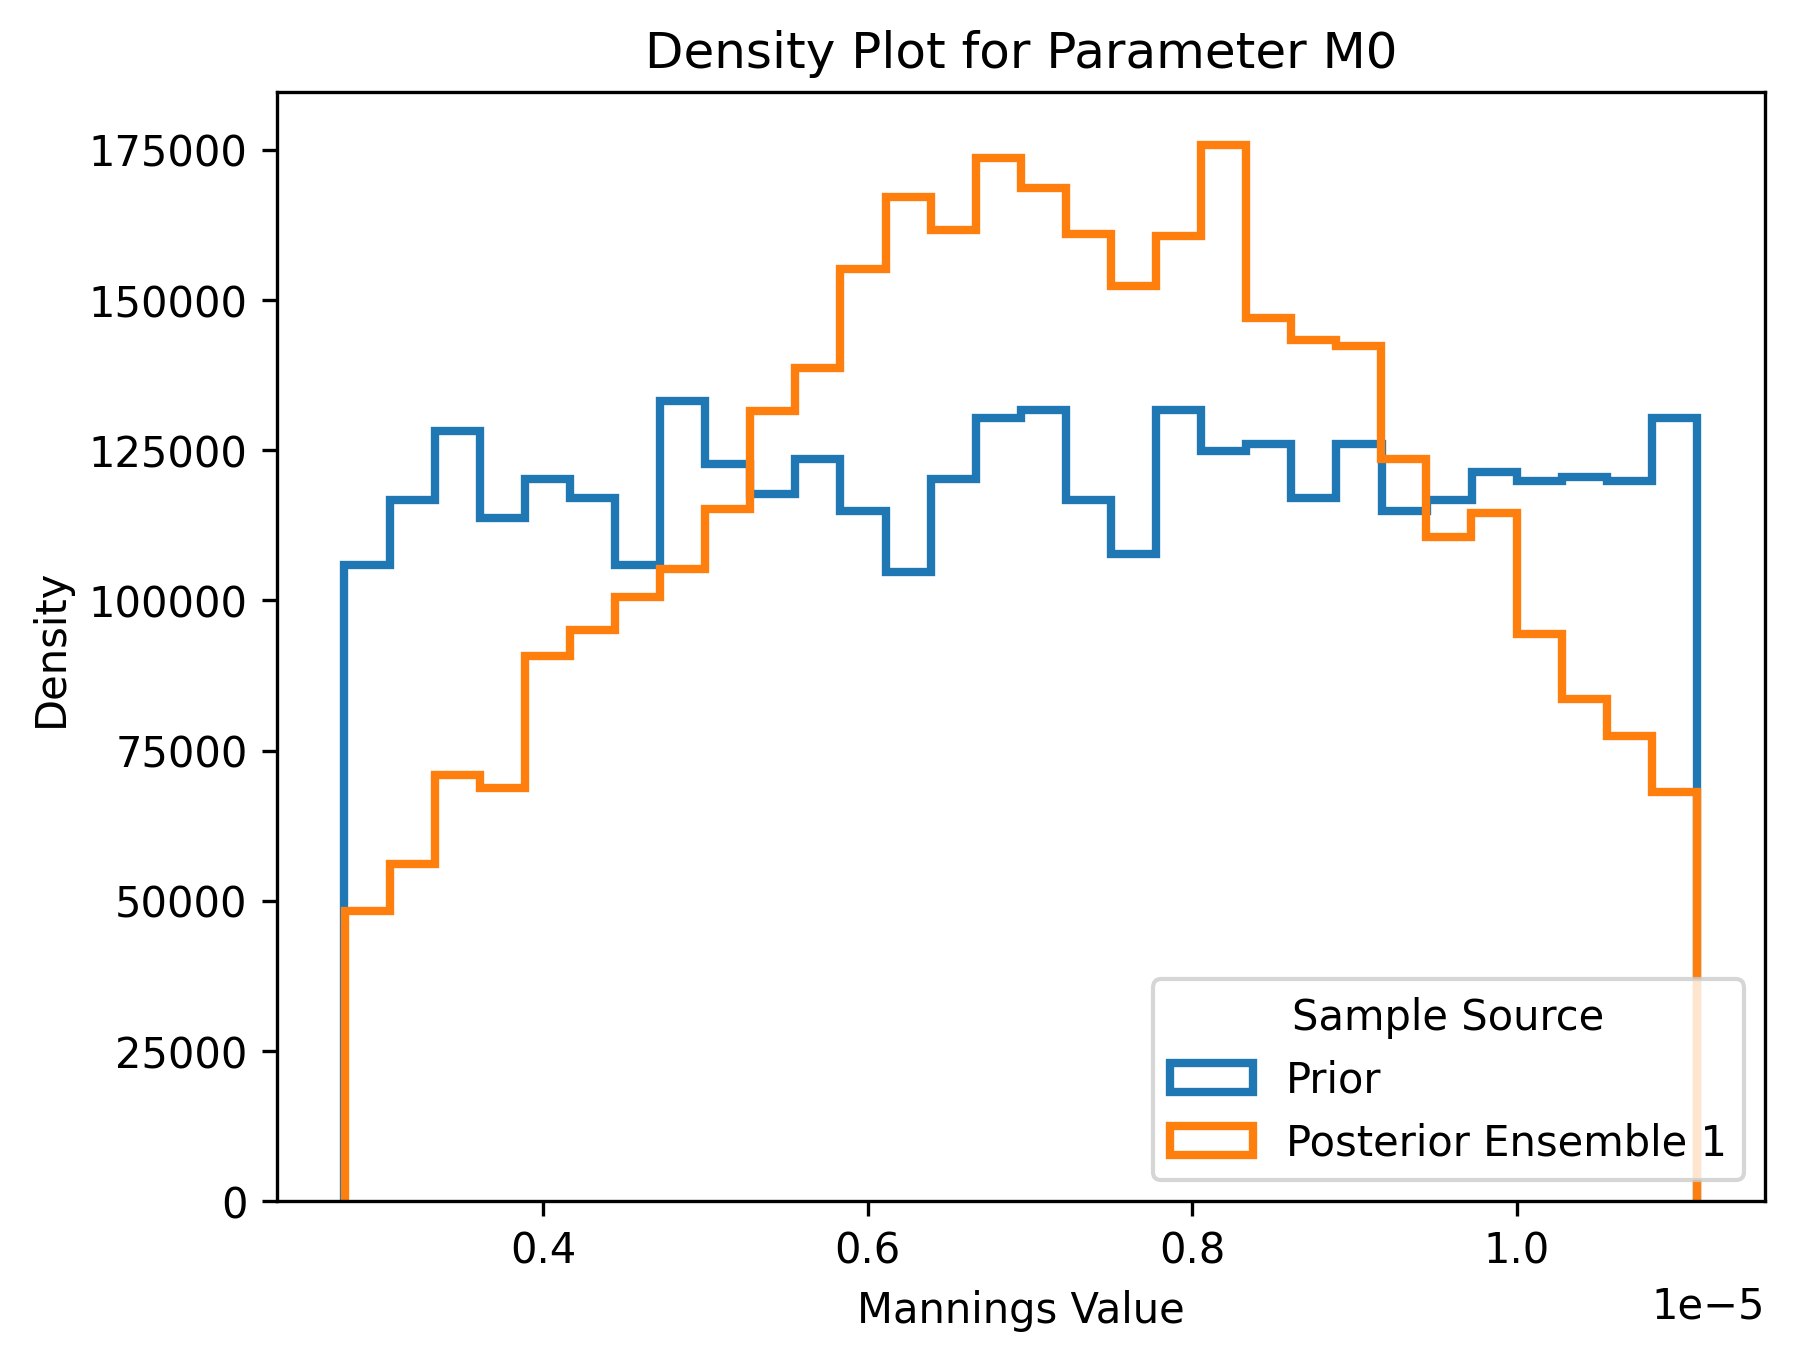 Density Plot for Parameter M0
175000
150000
125000
100000
75000
50000
25000
0
Density
0.4 0.6 0.8 1.0
1e−5
Mannings Value
Sample Source
Prior
Posterior Ensemble 1